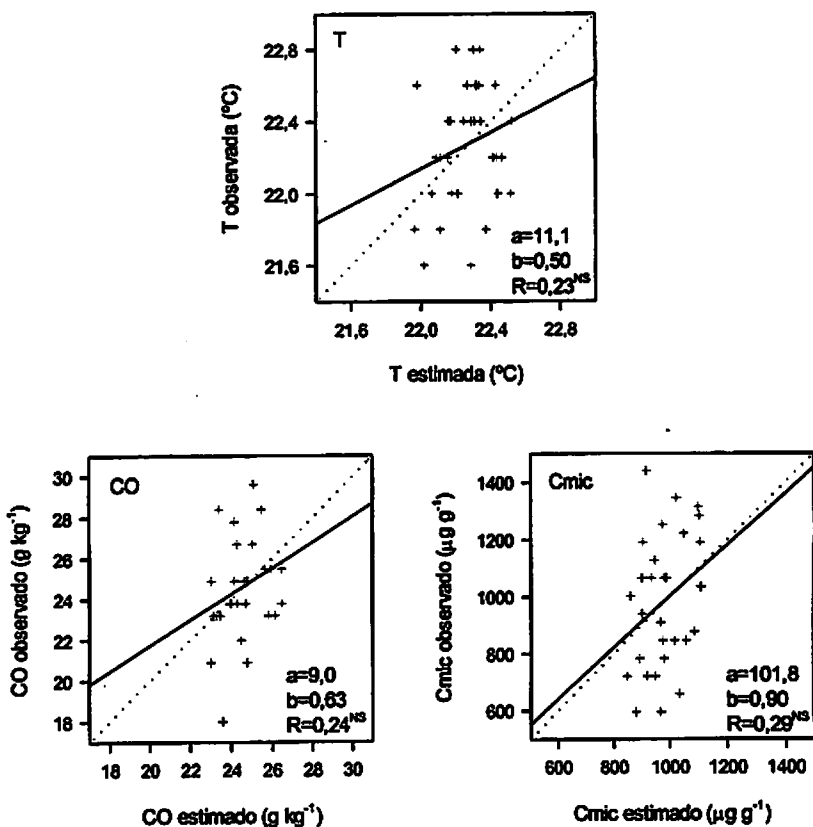 T
22,8
22,4
22,0
21,6
T observada (ºC)
a=11,1
b=0,50
R=0,23NS
21,6 22,0 22,4 22,8
T estimada (ºC)
CO
30
28
26
24
22
20
18
CO observado (g kg-1)
a=9,0
b=0,63
R=0,24NS
18 20 22 24 26 28 30
CO estimado (g kg-1)
Cmic
1400
1200
1000
800
600
Cmic observado (µg g-1)
a=101,8
b=0,90
R=0,29NS
600 800 1000 1200 1400
Cmic estimado (µg g-1)